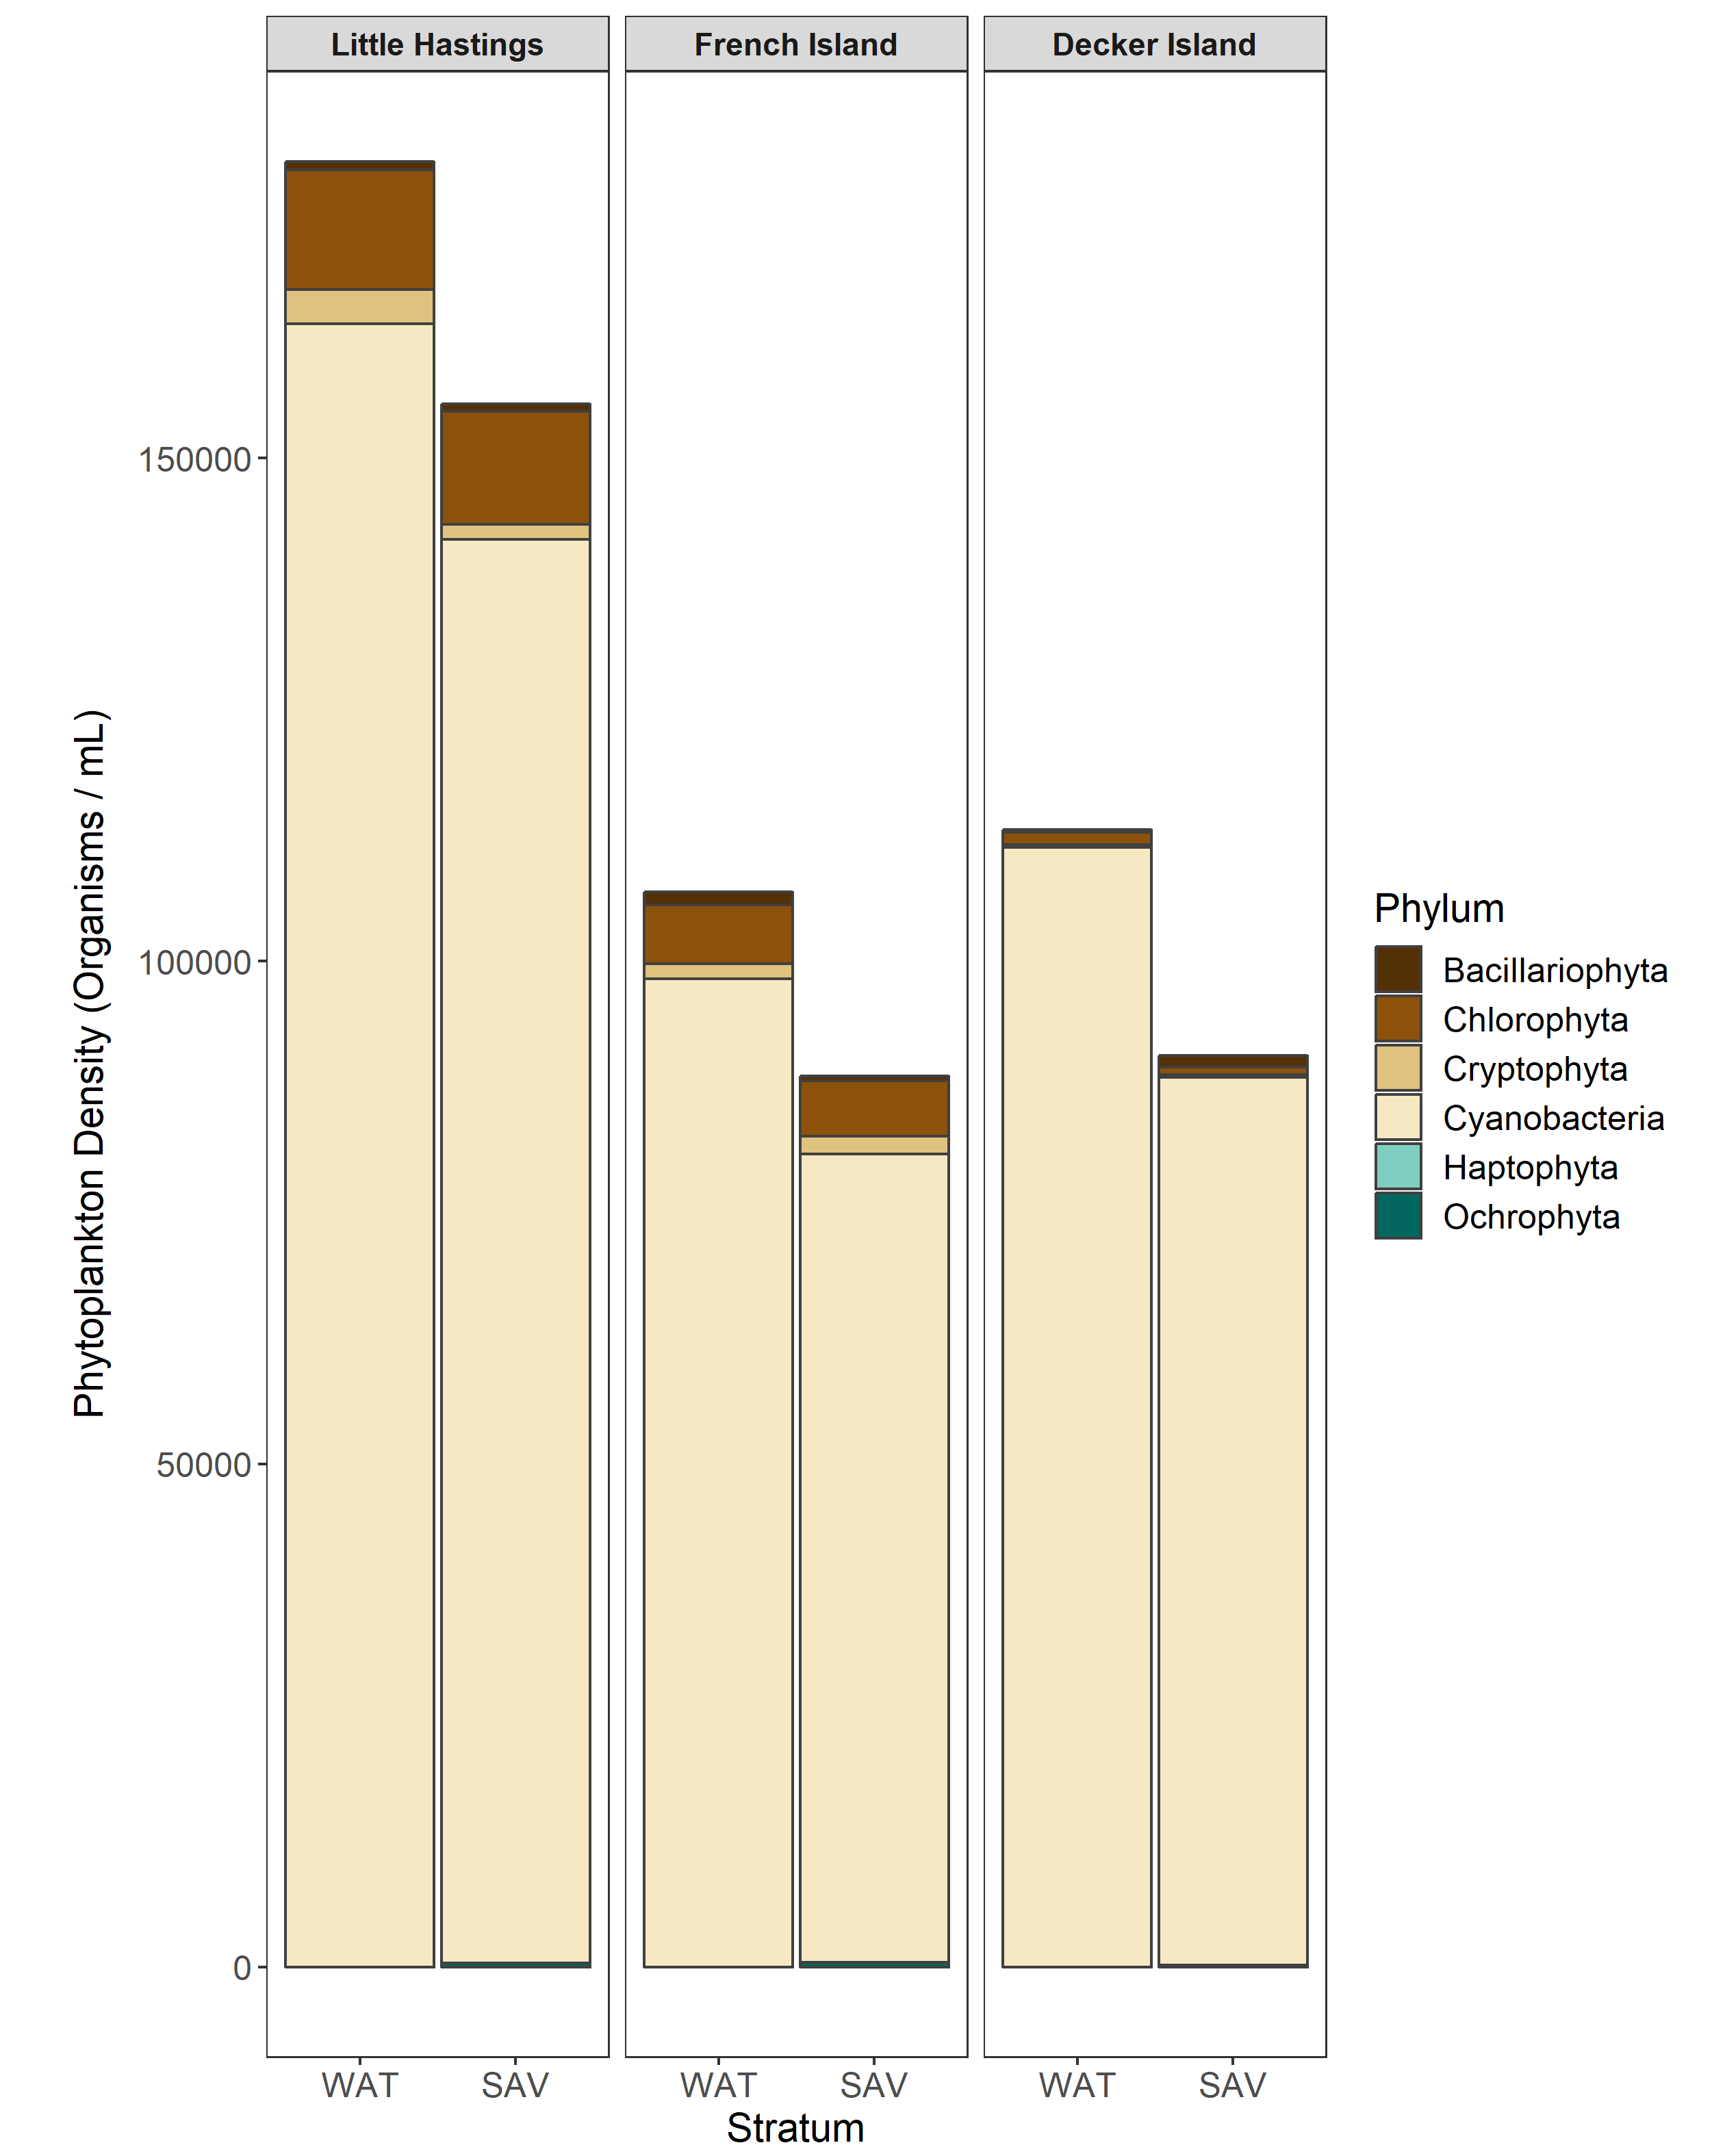 Little Hastings
French Island
Decker Island
Phytoplankton Density (Organisms / mL)
150000
100000
50000
0
WAT
SAV
WAT
SAV
WAT
SAV
Stratum
Phylum
Bacillariophyta
Chlorophyta
Cryptophyta
Cyanobacteria
Haptophyta
Ochrophyta